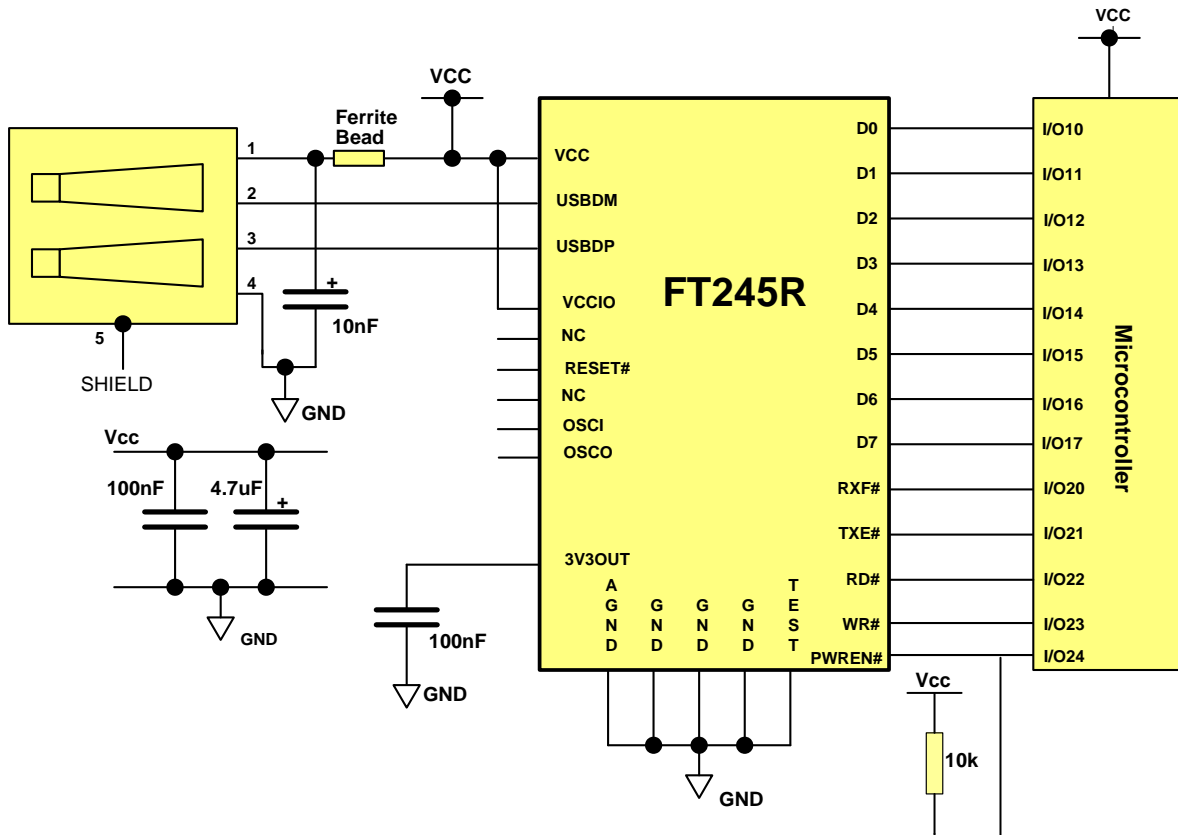 VCC
VCC
Ferrite
Bead
1
2
3
4
5
SHIELD
+
10nF
GND
Vcc
100nF
4.7uF
+
GND
100nF
GND
VCC
USBDM
USBDP
VCCIO
NC
RESET#
NC
OSCI
OSCO
3V3OUT
FT245R
AGND
GND
GND
GND
TEST
GND
D0
D1
D2
D3
D4
D5
D6
D7
RXF#
TXE#
RD#
WR#
PWREN#
I/O10
I/O11
I/O12
I/O13
I/O14
I/O15
I/O16
I/O17
I/O20
I/O21
I/O22
I/O23
I/O24
Microcontroller
Vcc
10k